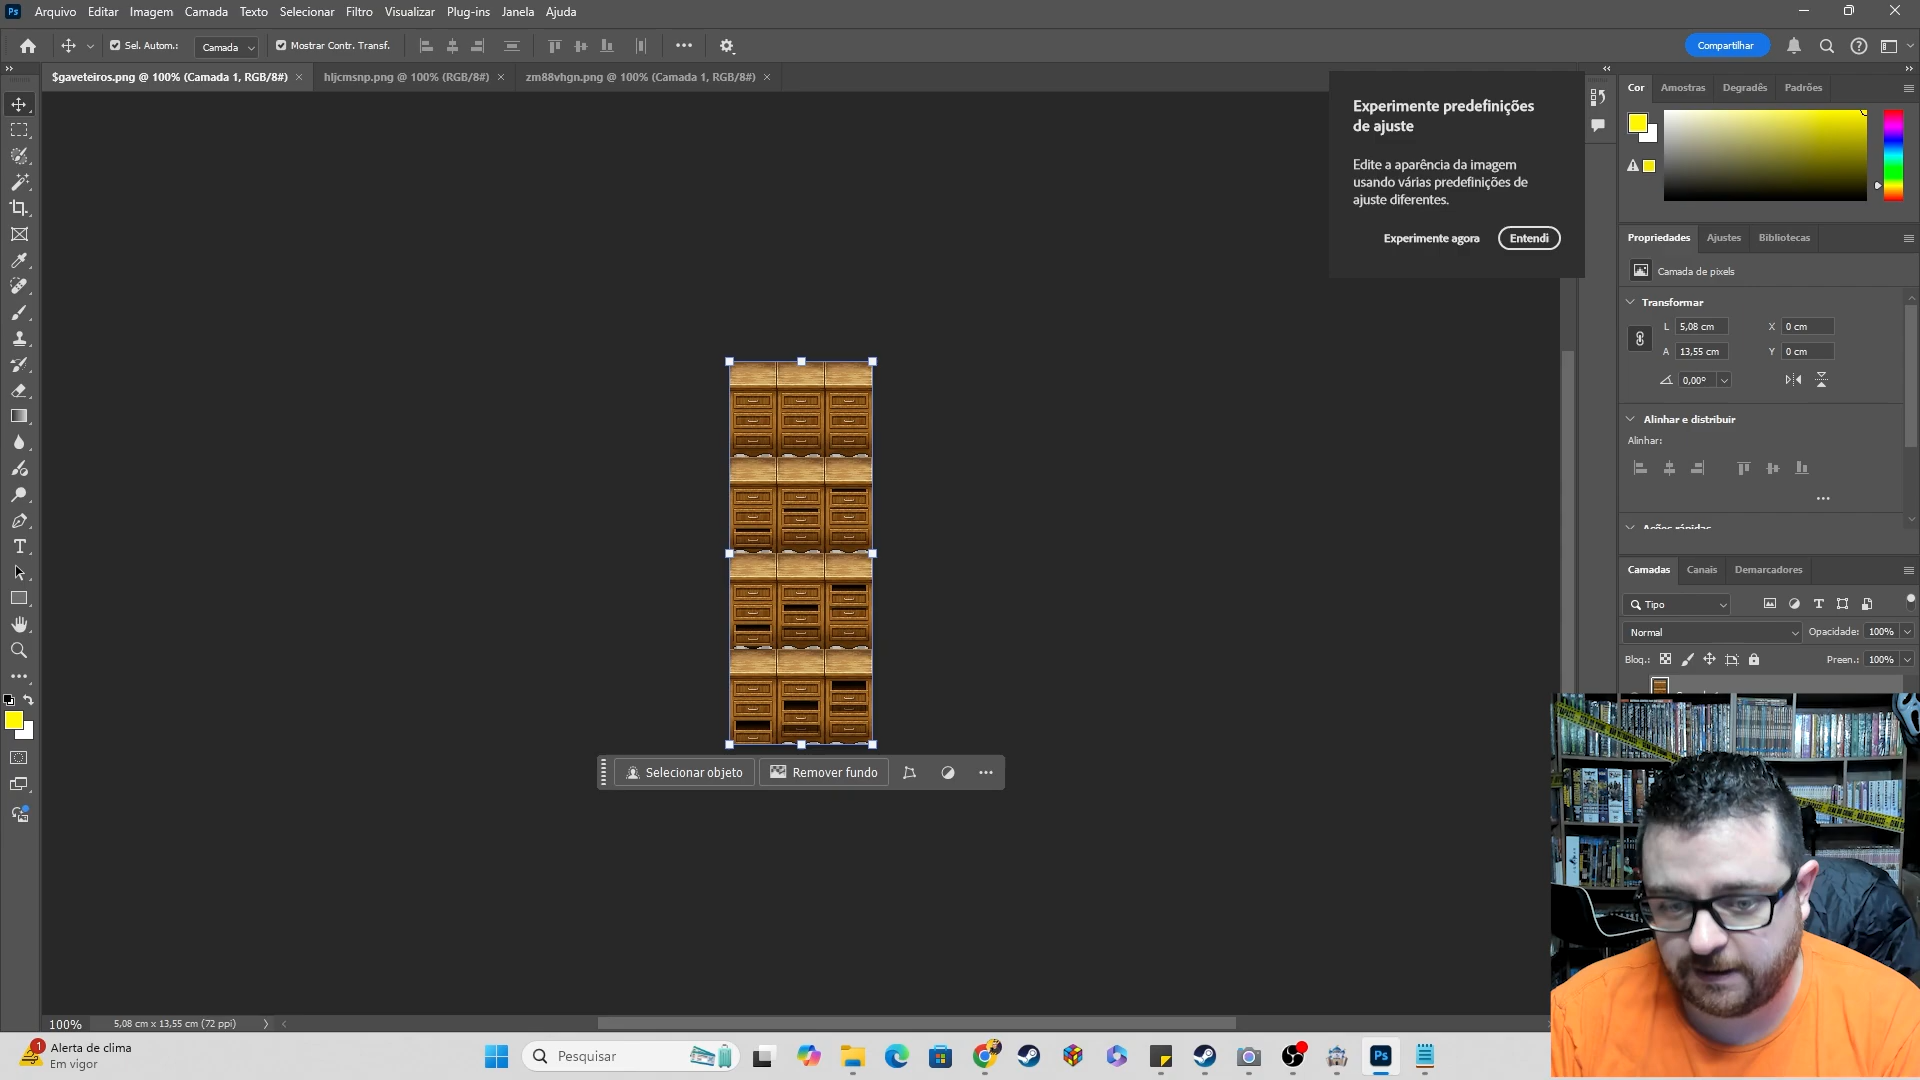 Ps Arquivo Editar Imagem Camada Texto Selecionar Filtro Visualizar Plug-ins Janela Ajuda
Sel. Autom.: Camada Mostrar Contr. Transf. Compartilhar
$gaveteiros.png @ 100% (Camada 1, RGB/8#) hljcmsnp.png @ 100% (RGB/8#) zm88vhgn.png @ 100% (Camada 1, RGB/8#)
Experimente predefinições
de ajuste
Edite a aparência da imagem
usando várias predefinições de
ajuste diferentes.
Experimente agora Entendi
Cor Amostras Degradês Padrões
Propriedades Ajustes Bibliotecas
Camada de pixels
Transformar
L 5,08 cm X 0 cm
A 13,55 cm Y 0 cm
0,00°
Alinhar e distribuir
Alinhar:
Ações rápidas
Camadas Canais Demarcadores
Tipo
Normal Opacidade: 100%
Bloq.: Preen.: 100%
Selecionar objeto Remover fundo
100% 5,08 cm x 13,55 cm (72 ppi)
1 Alerta de clima
Em vigor
Pesquisar
Ps